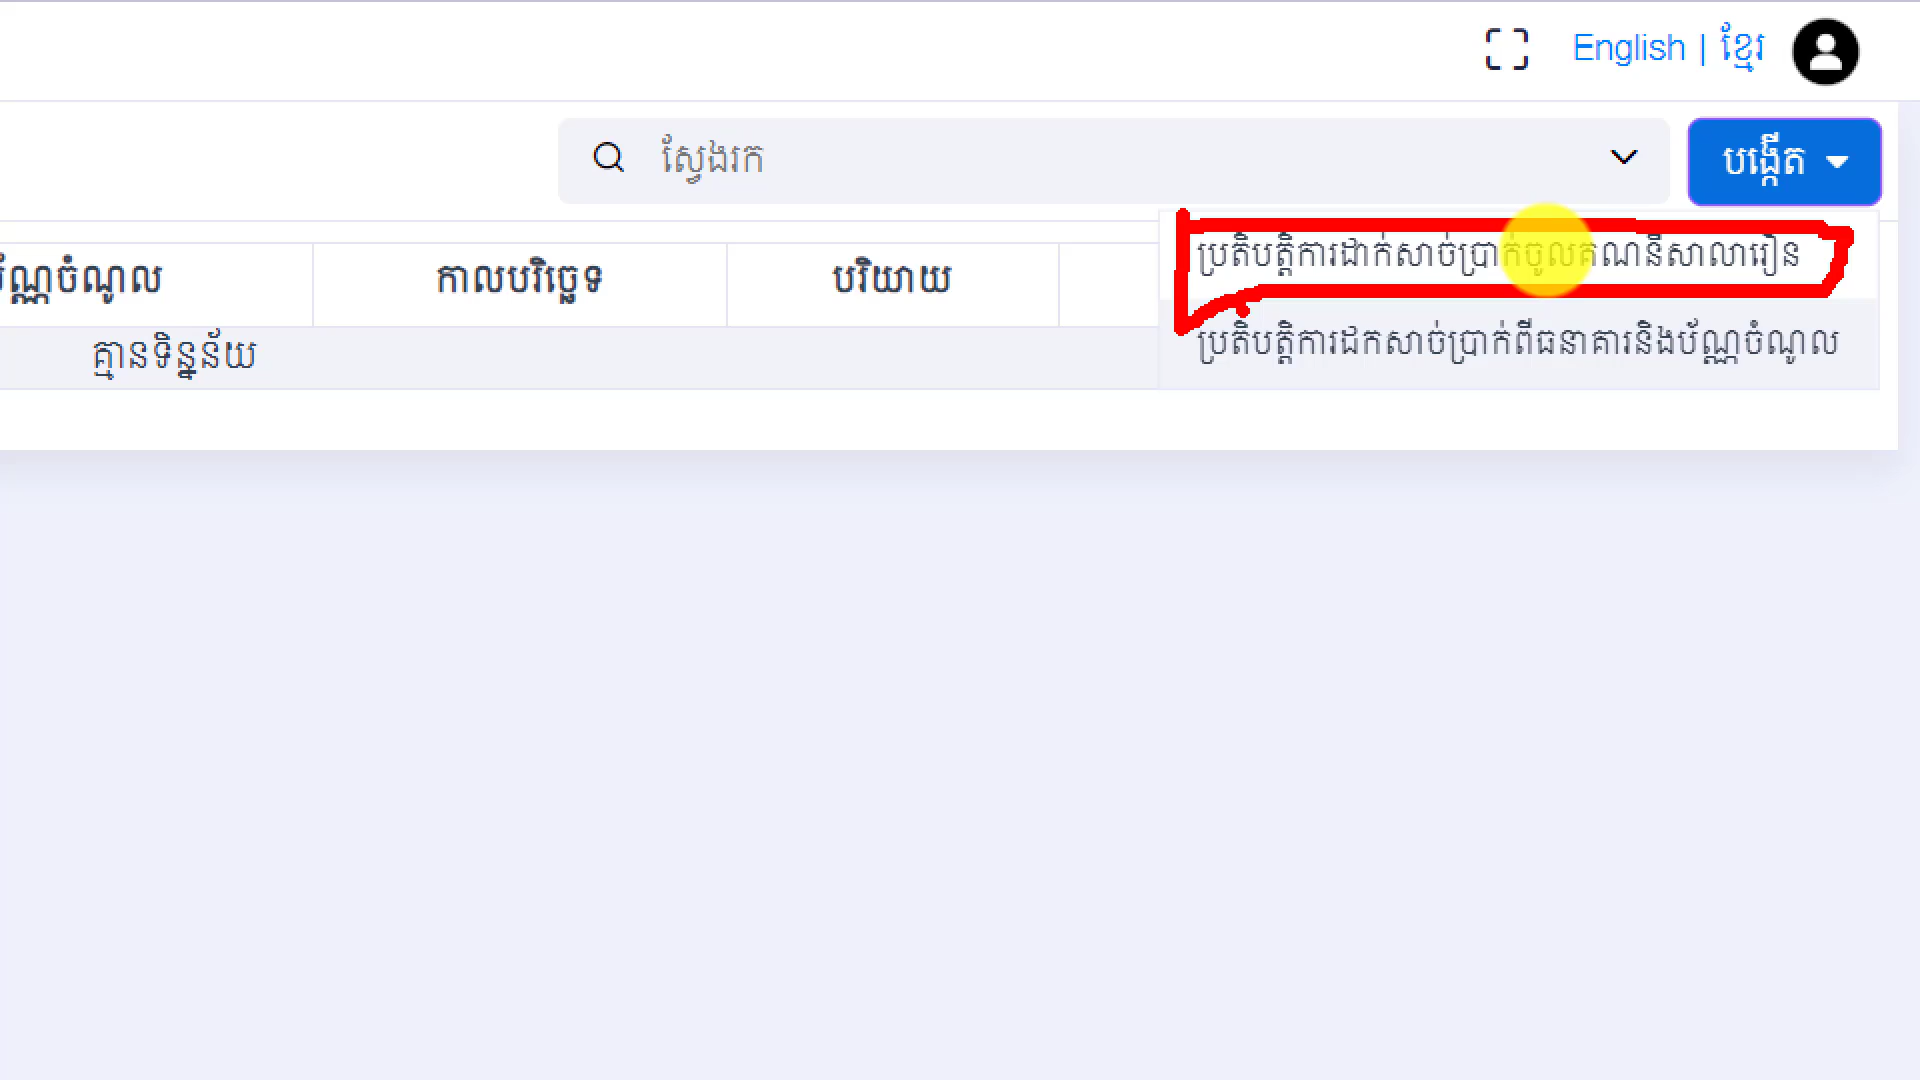 English | ខ្មែរ
ស្វែងរក
បង្កើត
ប្រតិបត្តិការដាក់សាច់ប្រាក់ចូលគណនីសាលារៀន
ប័ណ្ណចំណូល
កាលបរិច្ឆេទ
បរិយាយ
ប្រតិបត្តិការដកសាច់ប្រាក់ពីធនាគារនិងប័ណ្ណចំណូល
គ្មានទិន្នន័យ